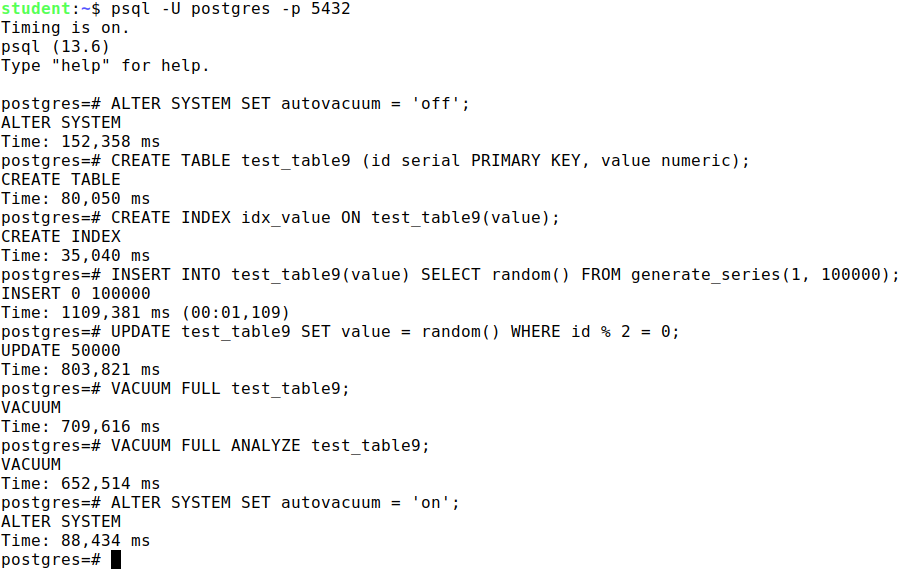 student:~$ psql -U postgres -p 5432
Timing is on.
psql (13.6)
Type "help" for help.
postgres=# ALTER SYSTEM SET autovacuum = 'off';
ALTER SYSTEM
Time: 152,358 ms
postgres=# CREATE TABLE test_table9 (id serial PRIMARY KEY, value numeric);
CREATE TABLE
Time: 80,050 ms
postgres=# CREATE INDEX idx_value ON test_table9(value);
CREATE INDEX
Time: 35,040 ms
postgres=# INSERT INTO test_table9(value) SELECT random() FROM generate_series(1, 100000);
INSERT 0 100000
Time: 1109,381 ms (00:01,109)
postgres=# UPDATE test_table9 SET value = random() WHERE id % 2 = 0;
UPDATE 50000
Time: 803,821 ms
postgres=# VACUUM FULL test_table9;
VACUUM
Time: 709,616 ms
postgres=# VACUUM FULL ANALYZE test_table9;
VACUUM
Time: 652,514 ms
postgres=# ALTER SYSTEM SET autovacuum = 'on';
ALTER SYSTEM
Time: 88,434 ms
postgres=#